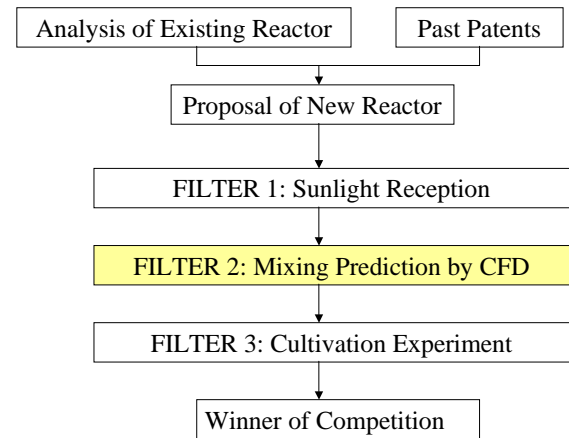 Analysis of Existing Reactor
Past Patents
Proposal of New Reactor
FILTER 1: Sunlight Reception
FILTER 2: Mixing Prediction by CFD
FILTER 3: Cultivation Experiment
Winner of Competition